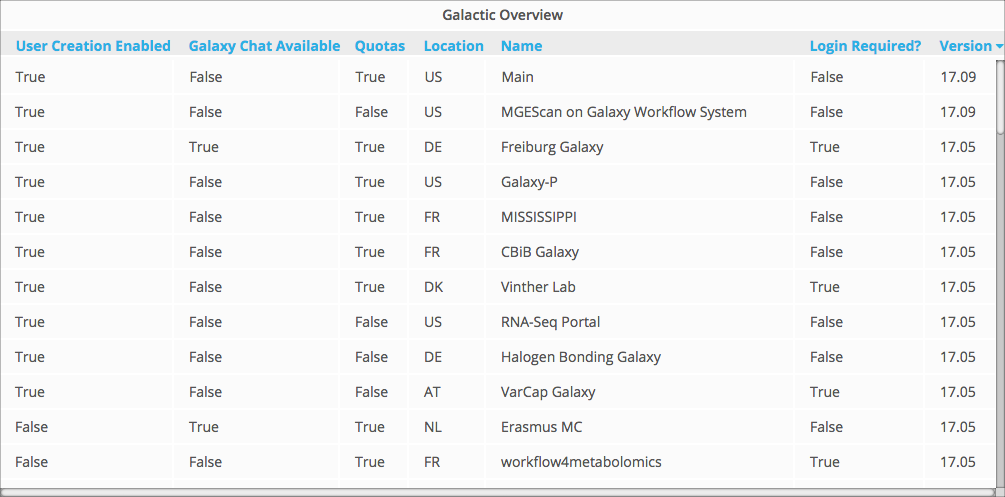 Galactic Overview
User Creation Enabled Galaxy Chat Available Quotas Location Name Login Required? Version
True False True US Main False 17.09
True False False US MGEScan on Galaxy Workflow System False 17.09
True True True DE Freiburg Galaxy True 17.05
True False True US Galaxy-P False 17.05
True False True FR MISSISSIPPI False 17.05
True False True FR CBiB Galaxy False 17.05
True False True DK Vinther Lab True 17.05
True False False US RNA-Seq Portal False 17.05
True False False DE Halogen Bonding Galaxy False 17.05
True False False AT VarCap Galaxy True 17.05
False True True NL Erasmus MC False 17.05
False False True FR workflow4metabolomics True 17.05